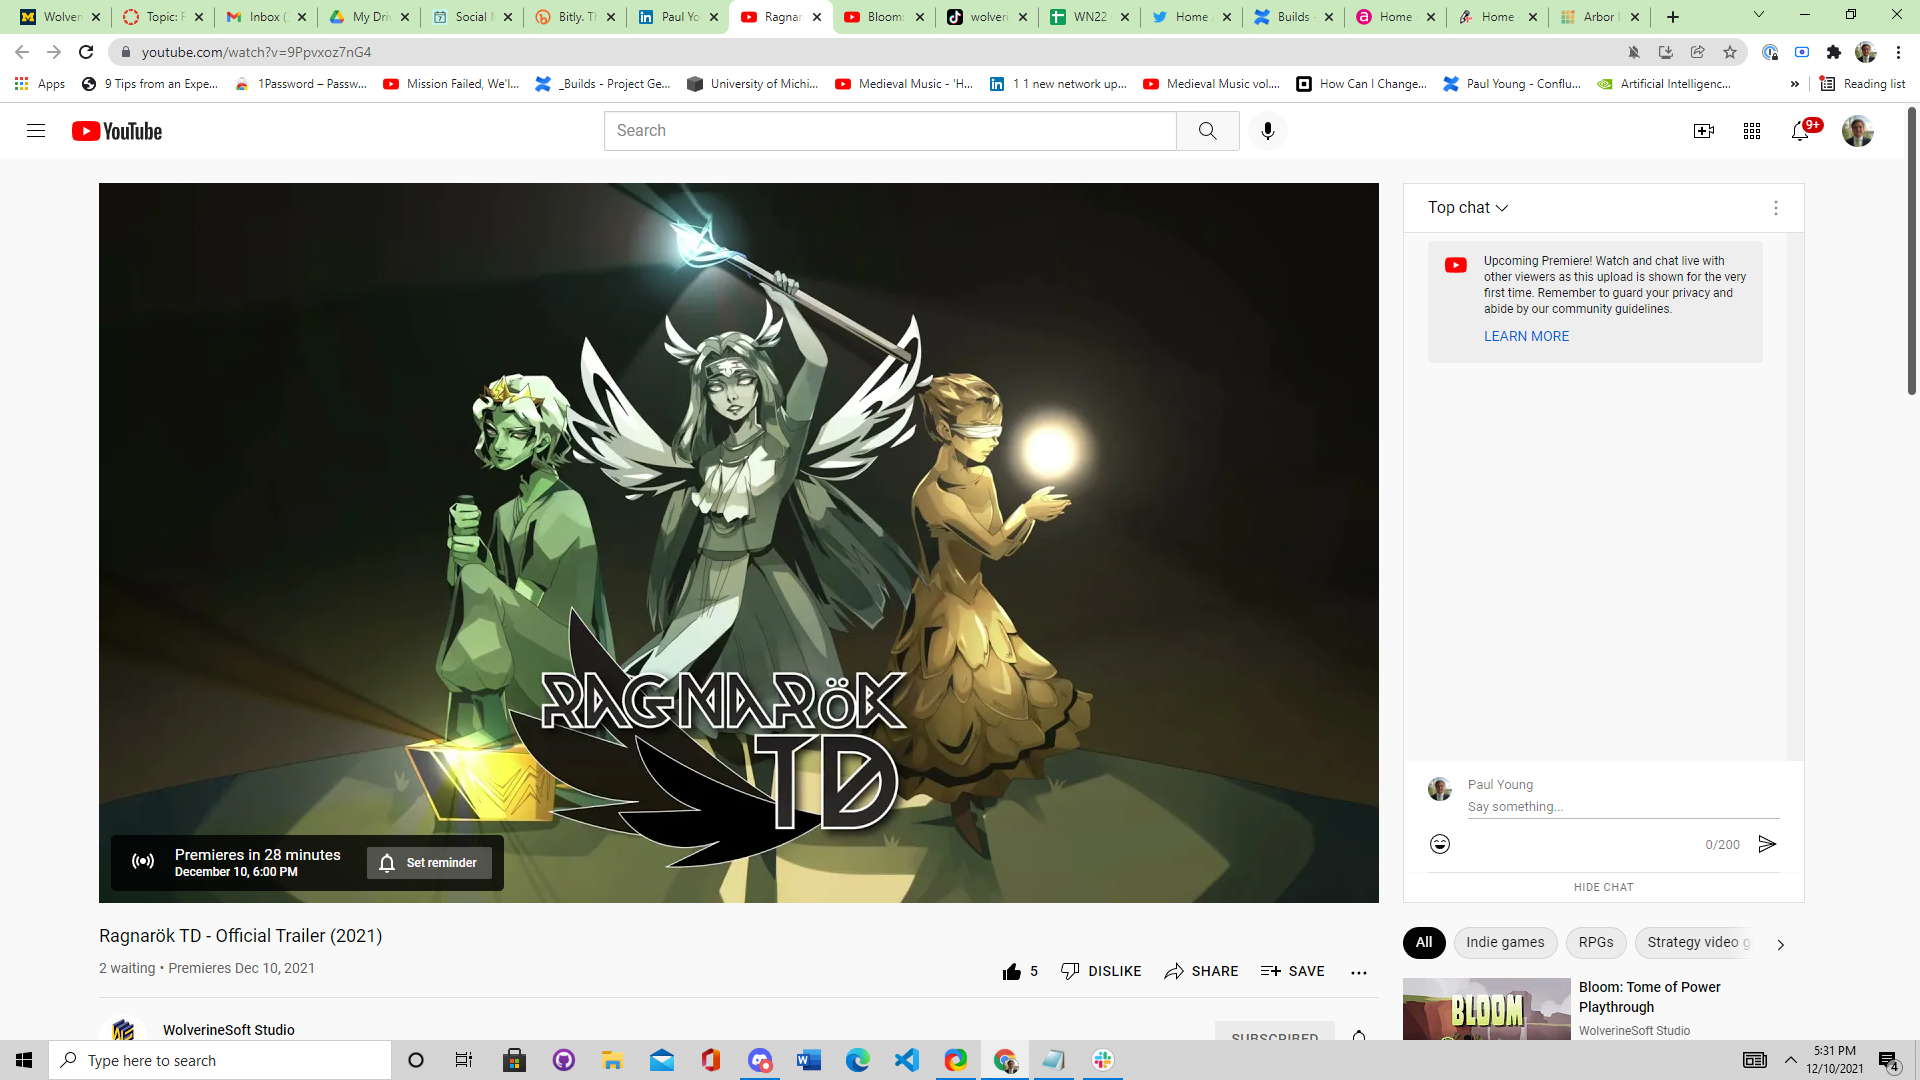 Wolver
Topic: F
Inbox (
My Driv
Social M
Bitly. Th
Paul Yo
Ragnar
Bloom:
wolveri
WN22
Home
Builds
Home
Home
Arbor
youtube.com/watch?v=9Ppvxoz7nG4
Apps
9 Tips from an Expe...
1Password – Passw...
Mission Failed, We'l...
_Builds - Project Ge...
University of Michi...
Medieval Music - 'H...
1 1 new network up...
Medieval Music vol....
How Can I Change...
Paul Young - Conflu...
Artificial Intelligenc...
»
Reading list
YouTube
Search
9+
RAGNARöK
TD
Premieres in 28 minutes
December 10, 6:00 PM
Set reminder
Top chat
Upcoming Premiere! Watch and chat live with
other viewers as this upload is shown for the very
first time. Remember to guard your privacy and
abide by our community guidelines.
LEARN MORE
Paul Young
Say something...
0/200
HIDE CHAT
Ragnarök TD - Official Trailer (2021)
2 waiting • Premieres Dec 10, 2021
5
DISLIKE
SHARE
SAVE
WolverineSoft Studio
SUBSCRIBED
All
Indie games
RPGs
Strategy video g
BLOOM
Bloom: Tome of Power
Playthrough
WolverineSoft Studio
Type here to search
5:31 PM
12/10/2021
4